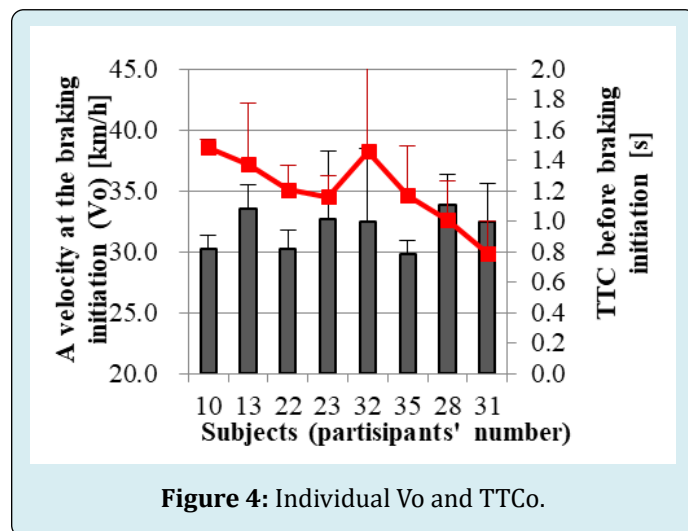 A velocity at the braking
initiation (Vo) [km/h]
45.0
40.0
35.0
30.0
25.0
20.0
2.0
1.8
1.6
1.4
1.2
1.0
0.8
0.6
0.4
0.2
0.0
TTC before braking
initiation [s]
10 13 22 23 32 35 28 31
Subjects (partisipants' number)
Figure 4: Individual Vo and TTCo.